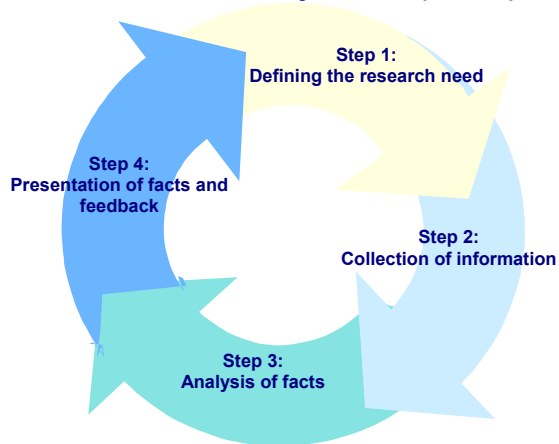 Step 1:
Defining the research need
Step 2:
Collection of information
Step 3:
Analysis of facts
Step 4:
Presentation of facts and
feedback